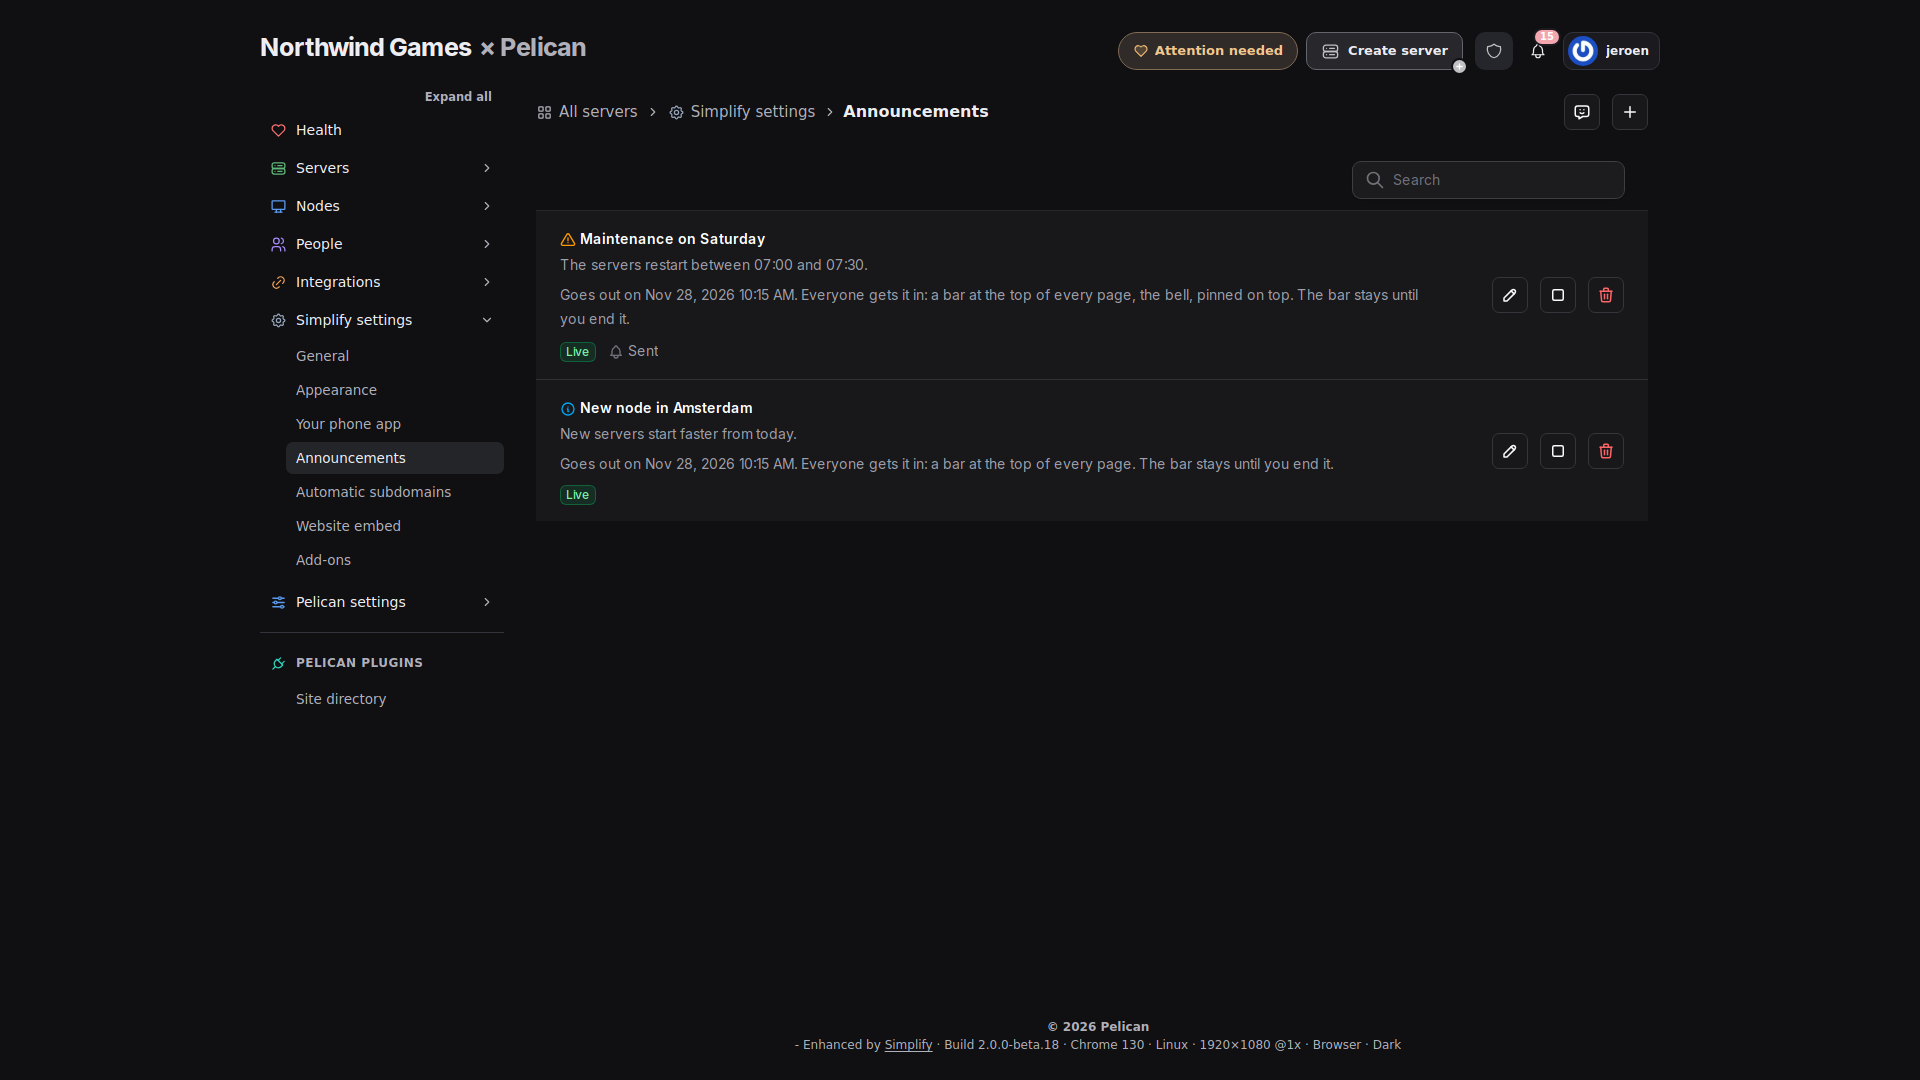 Northwind Games × Pelican
Attention needed
Create server
15
jeroen
Expand all
Health
Servers
Nodes
People
Integrations
Simplify settings
General
Appearance
Your phone app
Announcements
Automatic subdomains
Website embed
Add-ons
Pelican settings
PELICAN PLUGINS
Site directory
All servers
Simplify settings
Announcements
Search
Maintenance on Saturday
The servers restart between 07:00 and 07:30.
Goes out on Nov 28, 2026 10:15 AM. Everyone gets it in: a bar at the top of every page, the bell, pinned on top. The bar stays until
you end it.
Live
Sent
New node in Amsterdam
New servers start faster from today.
Goes out on Nov 28, 2026 10:15 AM. Everyone gets it in: a bar at the top of every page. The bar stays until you end it.
Live
© 2026 Pelican
- Enhanced by Simplify · Build 2.0.0-beta.18 · Chrome 130 · Linux · 1920×1080 @1x · Browser · Dark